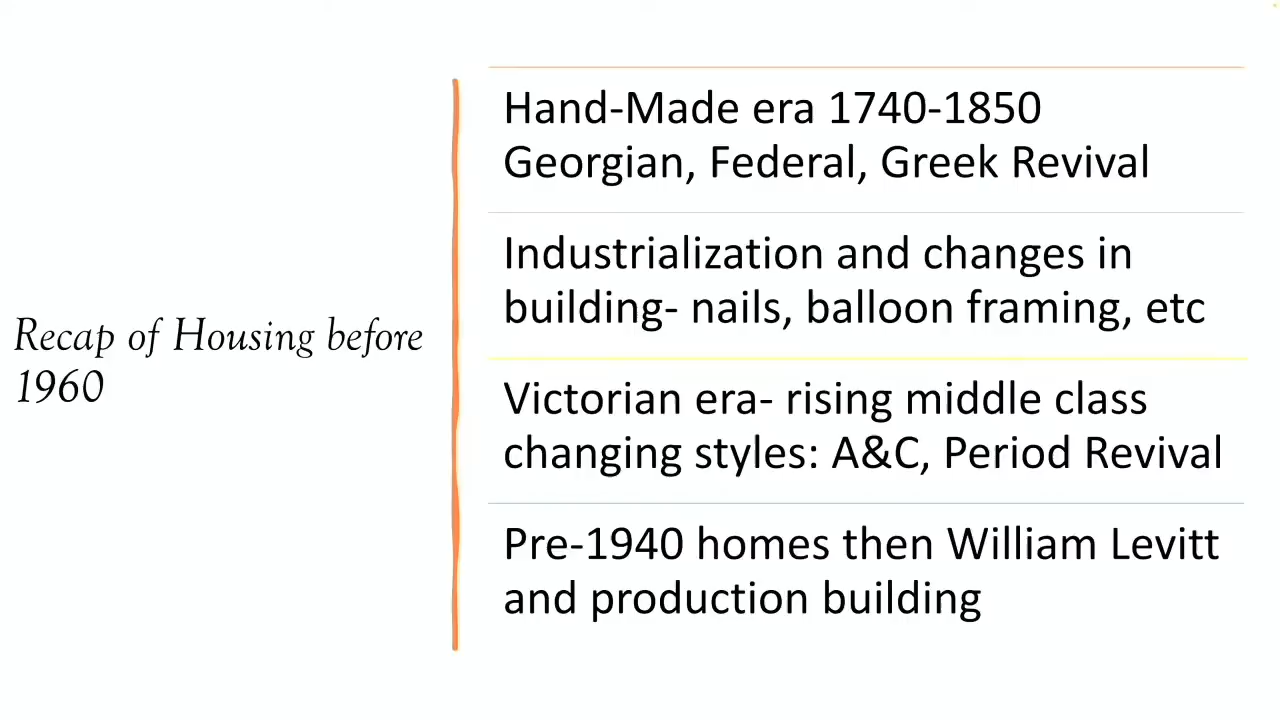 Recap of Housing before
1960
Hand-Made era 1740-1850
Georgian, Federal, Greek Revival
Industrialization and changes in
building- nails, balloon framing, etc
Victorian era- rising middle class
changing styles: A&C, Period Revival
Pre-1940 homes then William Levitt
and production building